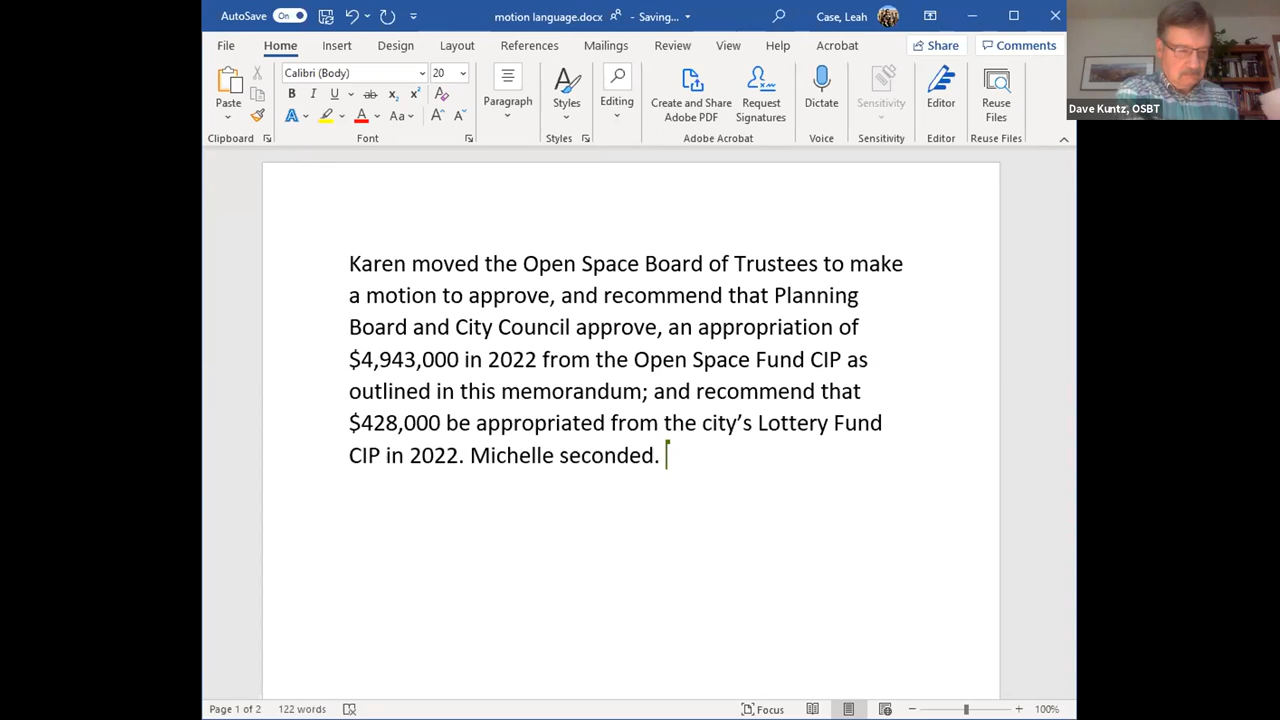 AutoSave On motion language.docx - Saving... Case, Leah
File Home Insert Design Layout References Mailings Review View Help Acrobat Share Comments
Calibri (Body) 20
Paste Paragraph Styles Editing Create and Share Adobe PDF Request Signatures Dictate Sensitivity Editor Reuse Files
Clipboard Font Styles Adobe Acrobat Voice Sensitivity Editor Reuse Files
Dave Kuntz, OSBT
Karen moved the Open Space Board of Trustees to make
a motion to approve, and recommend that Planning
Board and City Council approve, an appropriation of
$4,943,000 in 2022 from the Open Space Fund CIP as
outlined in this memorandum; and recommend that
$428,000 be appropriated from the city’s Lottery Fund
CIP in 2022. Michelle seconded.
Page 1 of 2 122 words Focus 100%